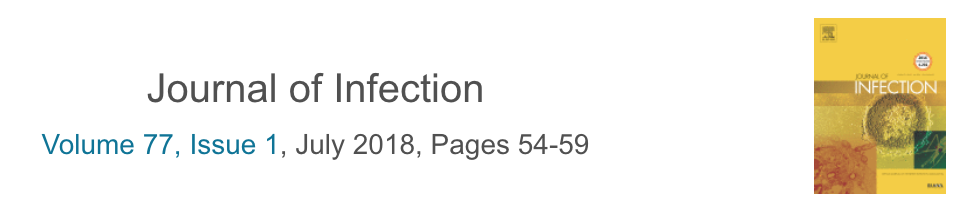 Journal of Infection
Volume 77, Issue 1, July 2018, Pages 54-59
JOURNAL OF
INFECTION